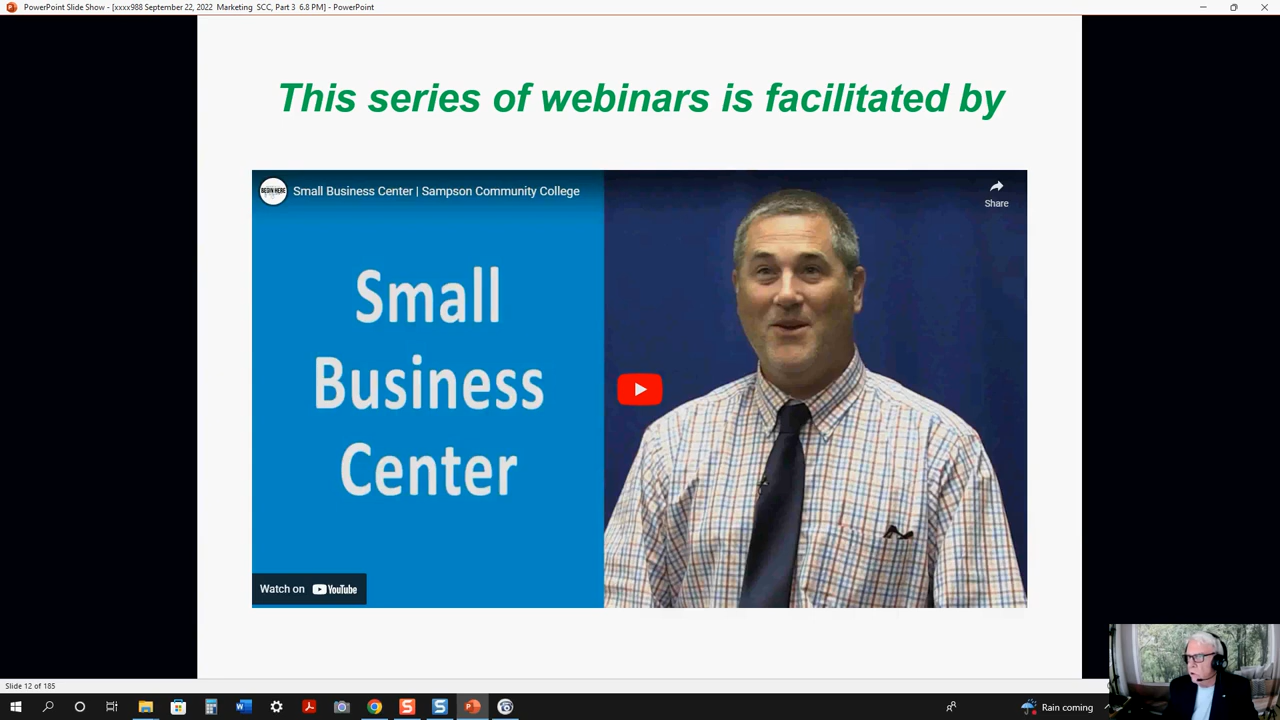 PowerPoint Slide Show - [xxxx988 September 22, 2022 Marketing SCC, Part 3 6.8 PM] - PowerPoint
This series of webinars is facilitated by
BEGIN HERE
Small Business Center | Sampson Community College
Share
Small
Business
Center
Watch on YouTube
Slide 12 of 185
Rain coming